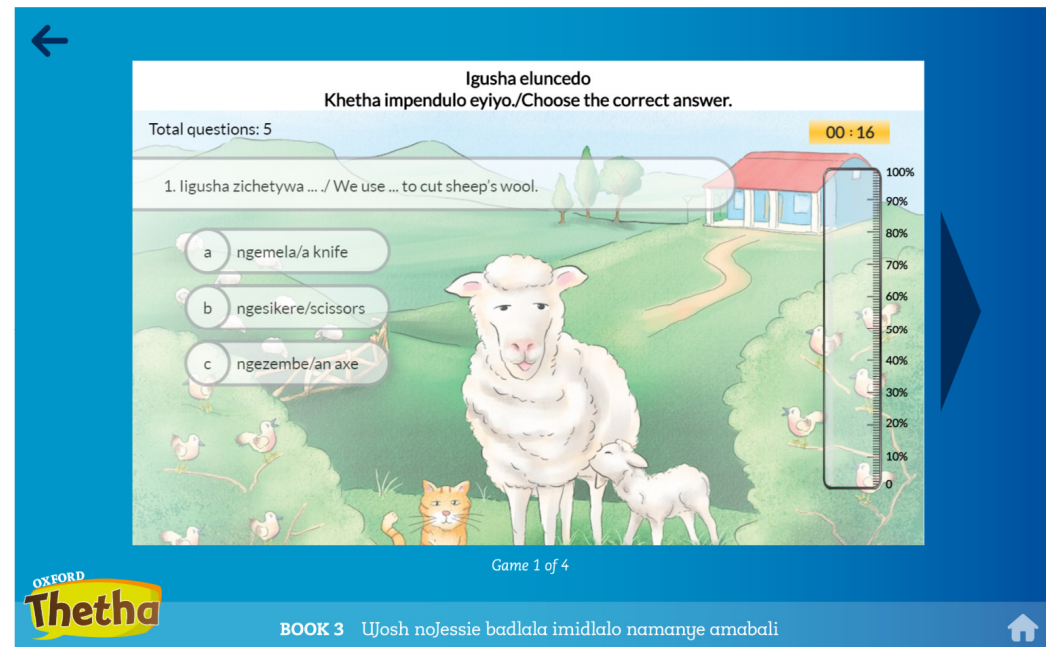 Igusha eluncedo
Khetha impendulo eyiyo./Choose the correct answer.
Total questions: 5
00 : 16
1. Iigusha zichetywa ... ./ We use ... to cut sheep's wool.
a ngemela/a knife
b ngesikere/scissors
c ngezembe/an axe
100%
90%
80%
70%
60%
50%
40%
30%
20%
10%
0
Game 1 of 4
OXFORD
Thetha
BOOK 3 UJosh noJessie badlala imidlalo namanye amabali